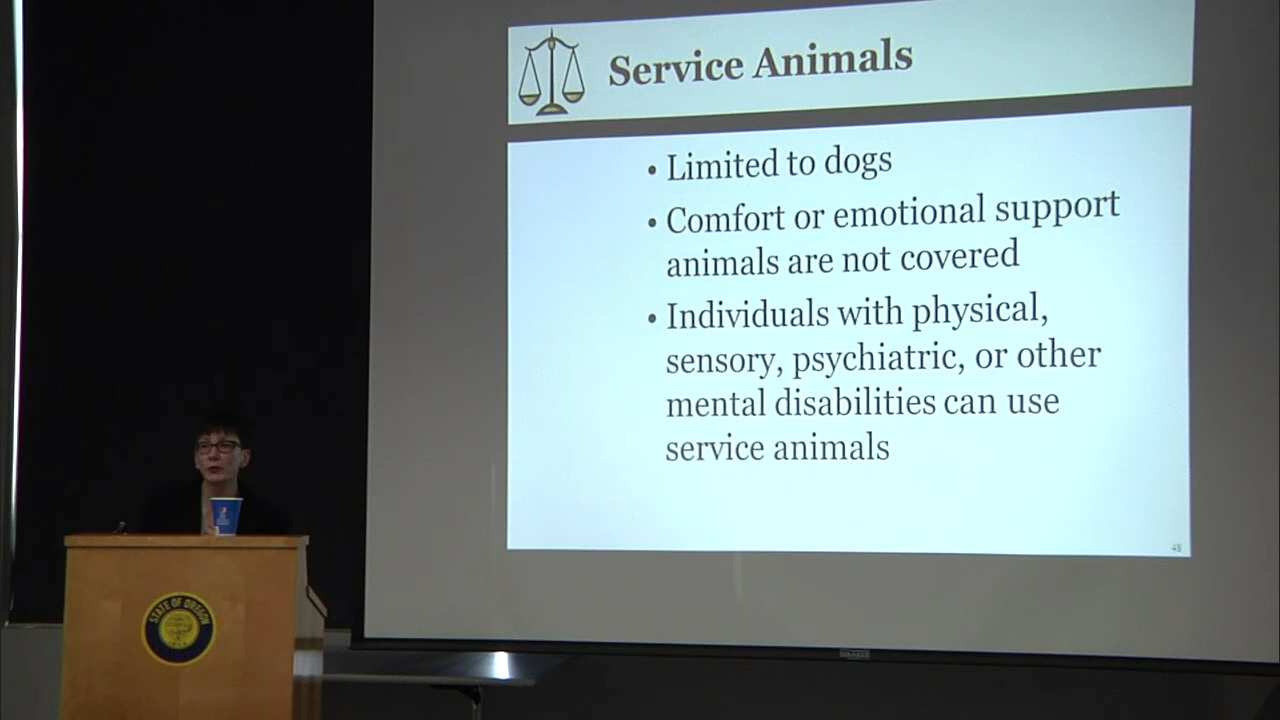 Service Animals
• Limited to dogs
• Comfort or emotional support
animals are not covered
• Individuals with physical,
sensory, psychiatric, or other
mental disabilities can use
service animals
STATE OF OREGON